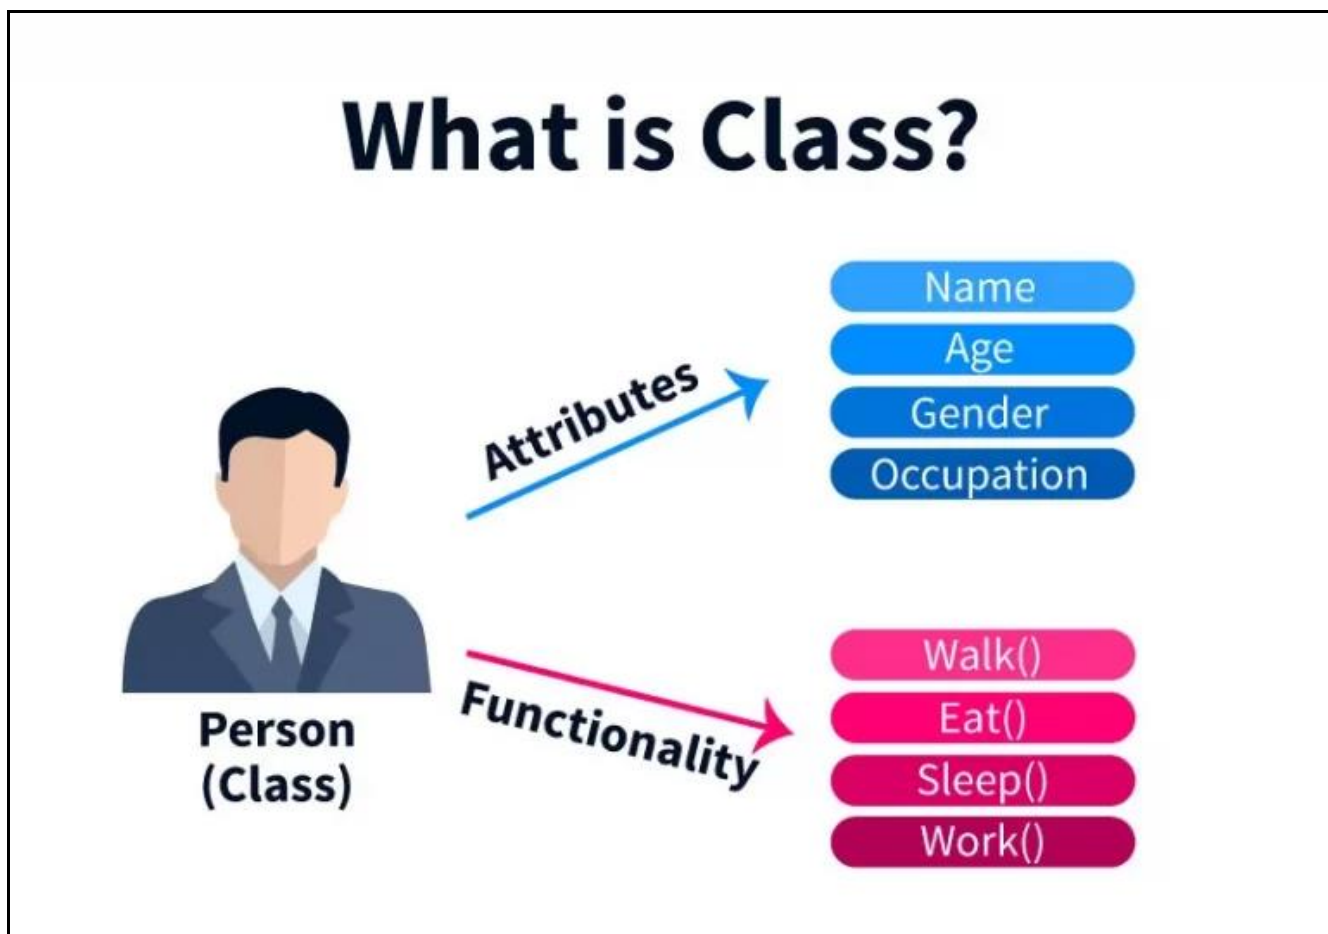 What is Class?
Name
Age
Gender
Occupation
Attributes
Person
(Class)
Functionality
Walk()
Eat()
Sleep()
Work()